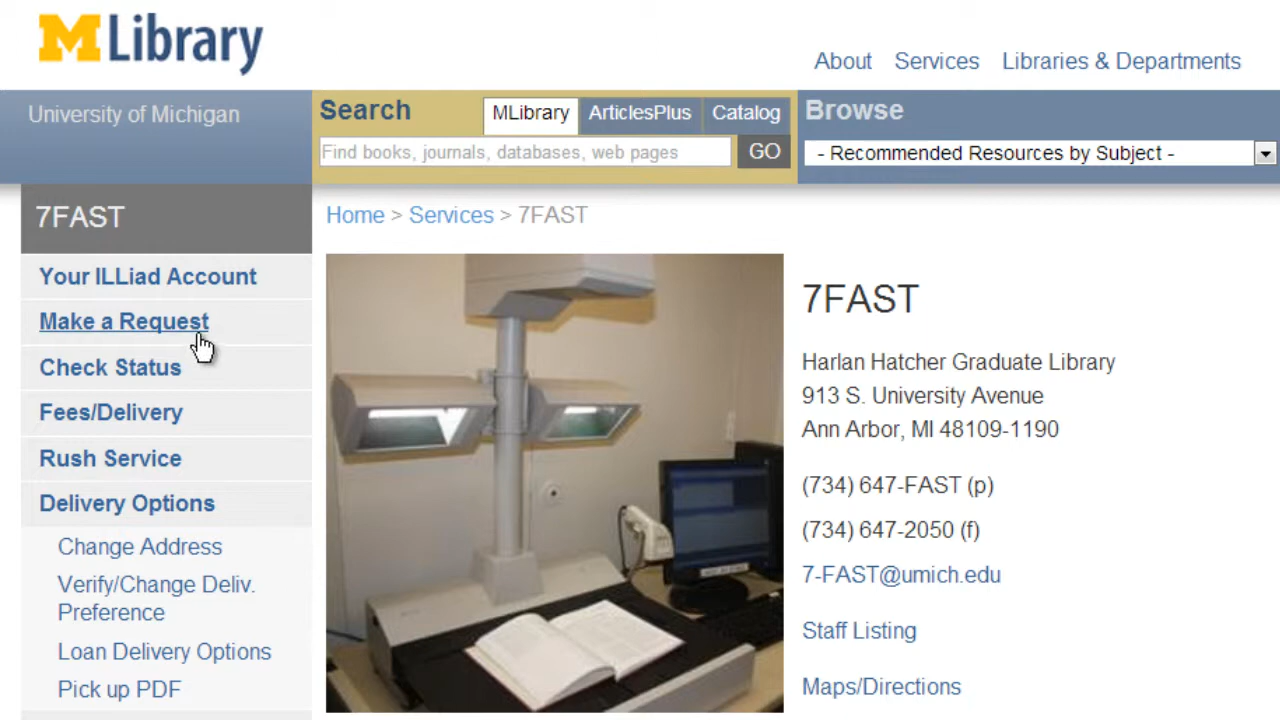 MLibrary
About Services Libraries & Departments
University of Michigan
Search MLibrary ArticlesPlus Catalog
Find books, journals, databases, web pages GO
Browse
- Recommended Resources by Subject -
7FAST
Your ILLiad Account
Make a Request
Check Status
Fees/Delivery
Rush Service
Delivery Options
Change Address
Verify/Change Deliv.
Preference
Loan Delivery Options
Pick up PDF
Home > Services > 7FAST
7FAST
Harlan Hatcher Graduate Library
913 S. University Avenue
Ann Arbor, MI 48109-1190
(734) 647-FAST (p)
(734) 647-2050 (f)
7-FAST@umich.edu
Staff Listing
Maps/Directions